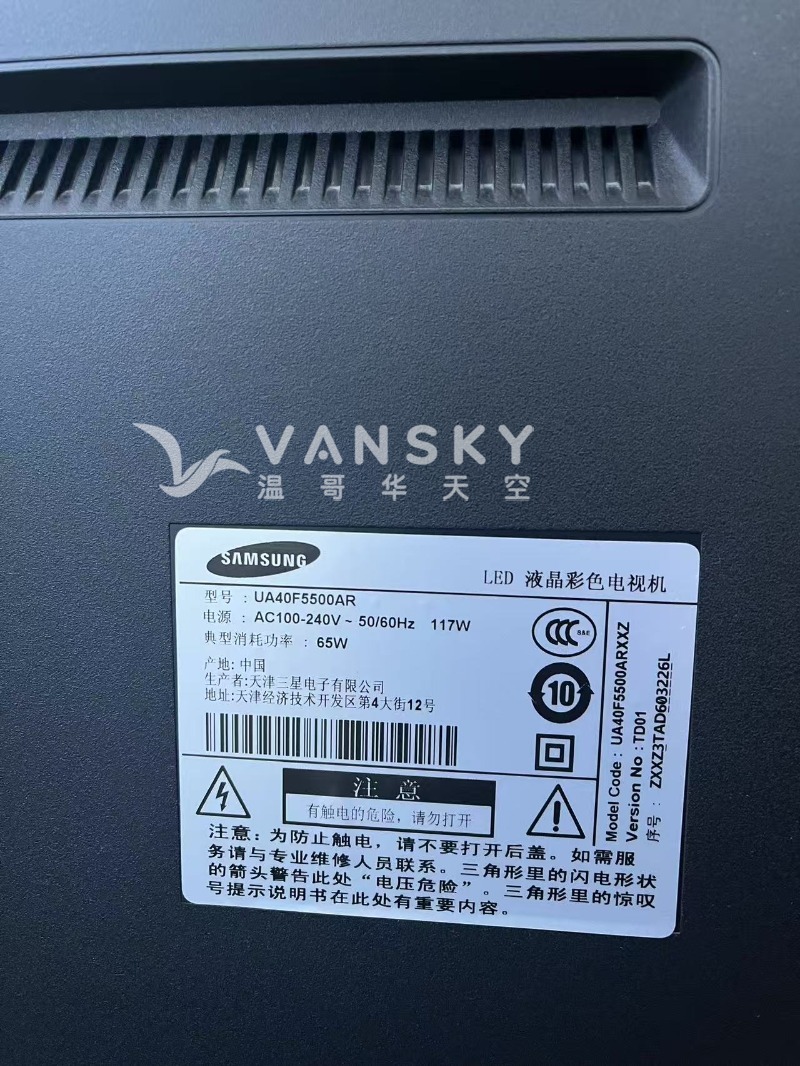 VANSKY
温哥华天空
SAMSUNG
LED 液晶彩色电视机
型号 : UA40F5500AR
电源 : AC100-240V ~ 50/60Hz 117W
典型消耗功率 : 65W
产地: 中国
生产者:天津三星电子有限公司
地址:天津经济技术开发区第4大街12号
CCC S&E
10
Model Code : UA40F5500ARXXZ
Version No : TD01
序号 : ZXXZ3TAD603226L
注 意
有触电的危险，请勿打开
注意: 为防止触电，请不要打开后盖。如需服
务请与专业维修人员联系。三角形里的闪电形状
的箭头警告此处“电压危险”。三角形里的惊叹
号提示说明书在此处有重要内容。